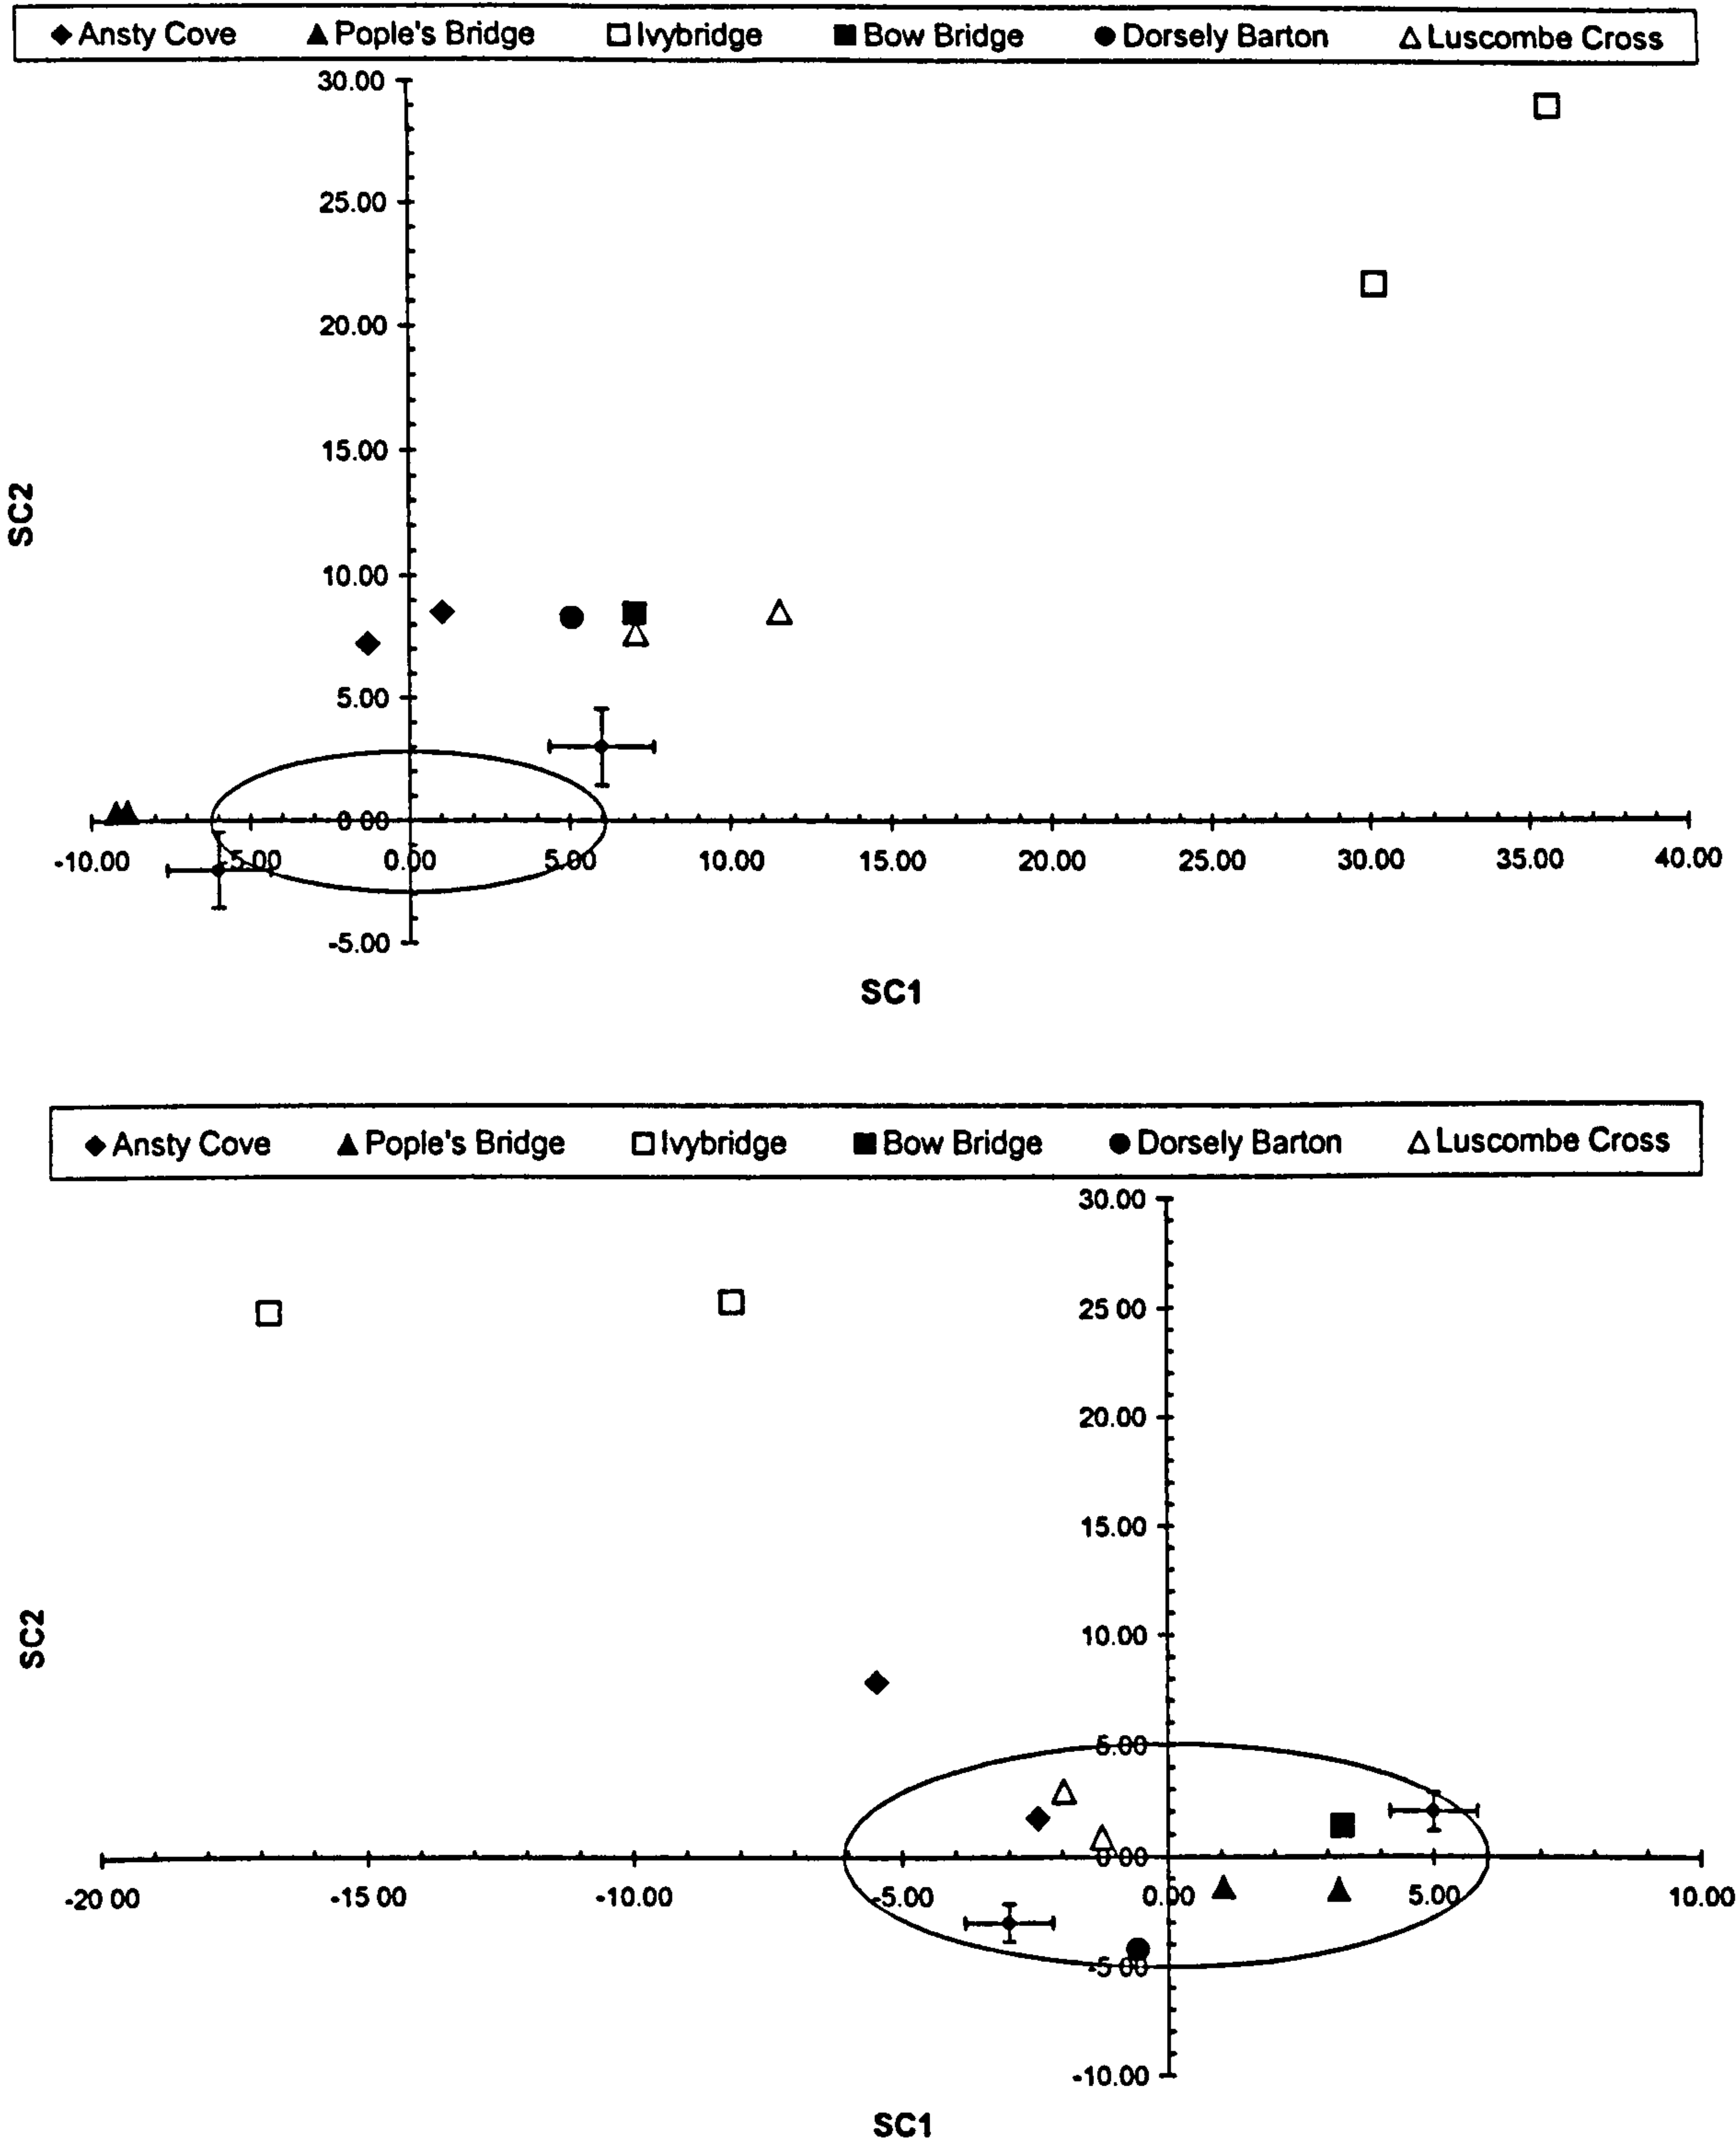 Ansty Cove Pople's Bridge Ivybridge Bow Bridge Dorsely Barton Luscombe Cross
30.00
25.00
20.00
15.00
10.00
5.00
0.00
-10.00 -5.00 0.00 5.00 10.00 15.00 20.00 25.00 30.00 35.00 40.00
-5.00
SC2
SC1
Ansty Cove Pople's Bridge Ivybridge Bow Bridge Dorsely Barton Luscombe Cross
30.00
25 00
20.00
15.00
10.00
5.00
0 00
-20 00 -15 00 -10.00 -5.00 0.00 5.00 10.00
-5 00
-10.00
SC2
SC1